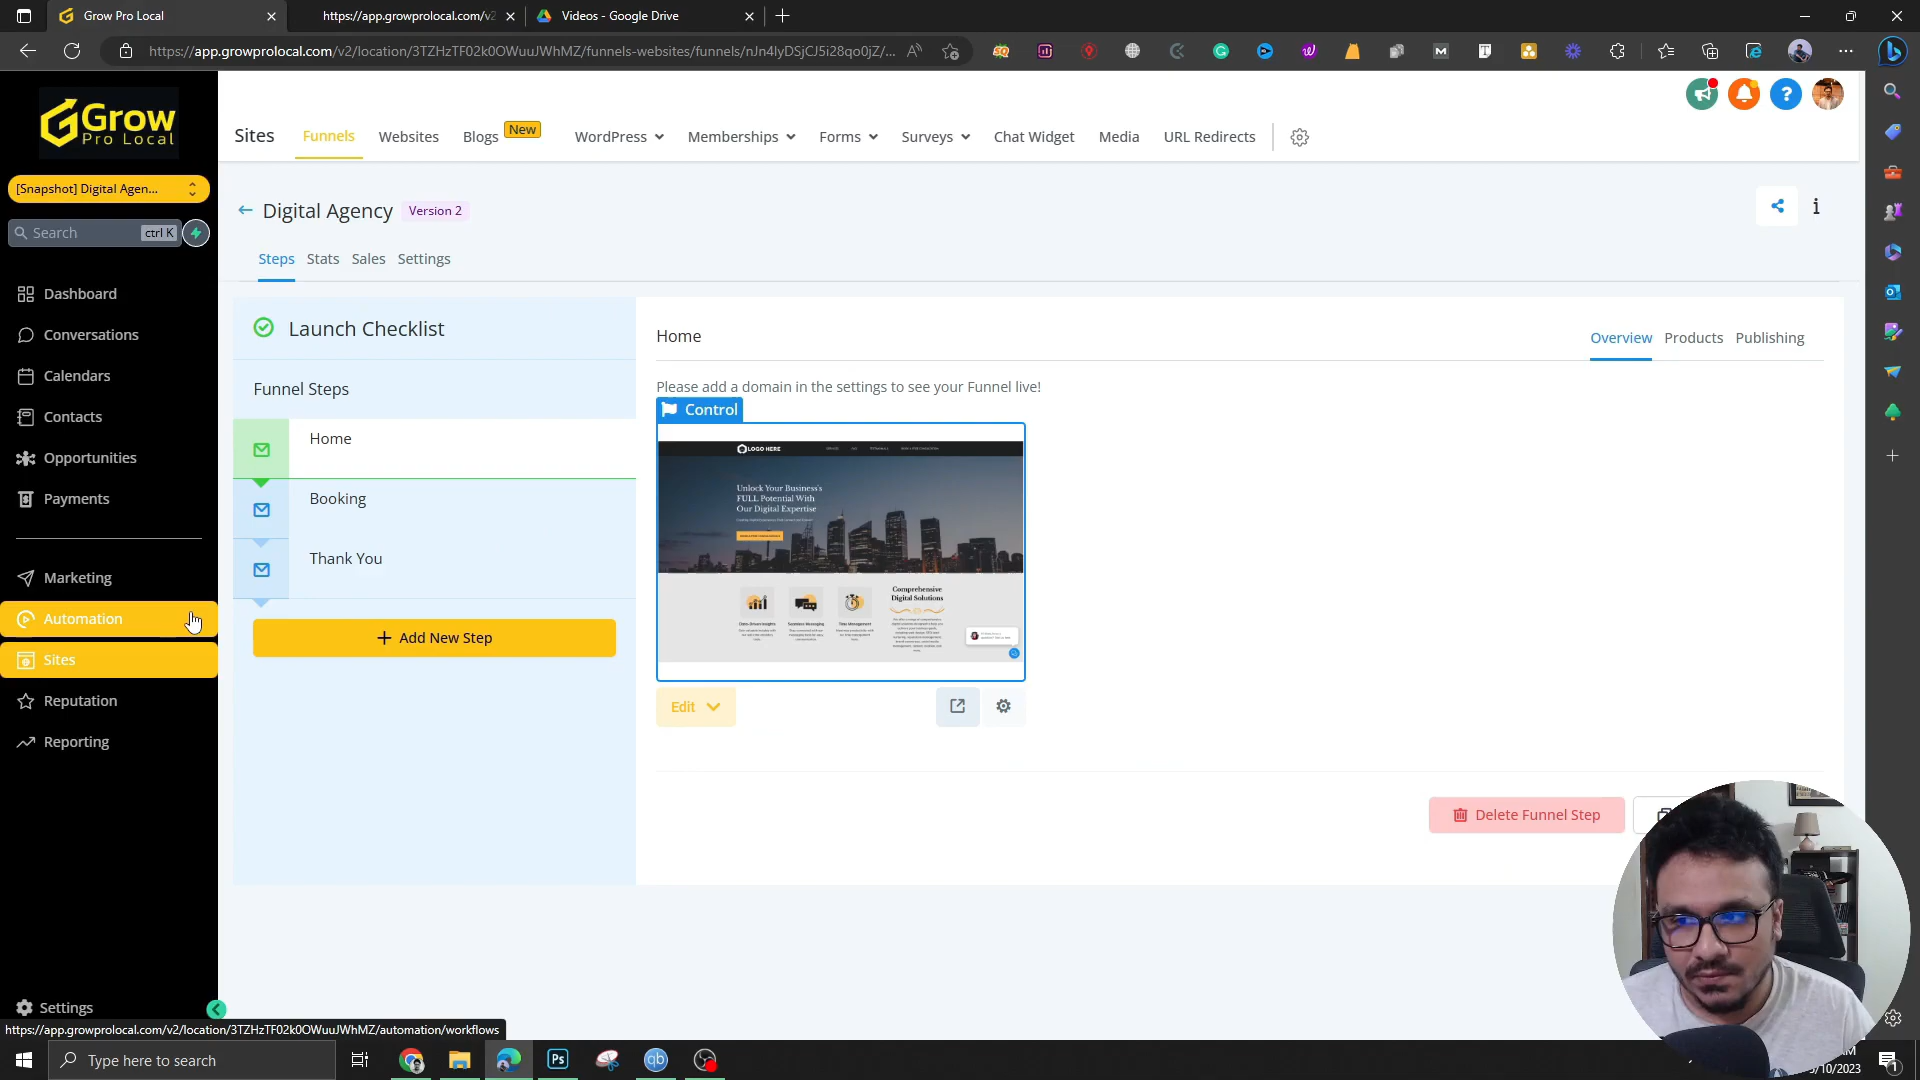 Grow Pro Local
https://app.growprolocal.com/v2
Videos - Google Drive
https://app.growprolocal.com/v2/location/3TZHzTF02k0OWuuJWhMZ/funnels-websites/funnels/nJn4lyDSjCJ5i28qo0jZ/...
Grow
Pro Local
[Snapshot] Digital Agen...
Search
ctrl K
Dashboard
Conversations
Calendars
Contacts
Opportunities
Payments
Marketing
Automation
Sites
Reputation
Reporting
Settings
https://app.growprolocal.com/v2/location/3TZHzTF02k0OWuuJWhMZ/automation/workflows
Sites
Funnels
Websites
Blogs
New
WordPress
Memberships
Forms
Surveys
Chat Widget
Media
URL Redirects
Digital Agency
Version 2
Steps
Stats
Sales
Settings
Launch Checklist
Funnel Steps
Home
Booking
Thank You
+ Add New Step
Home
Overview
Products
Publishing
Please add a domain in the settings to see your Funnel live!
Control
LOGO HERE
Unlock Your Business's
FULL Potential With
Our Digital Expertise
Comprehensive
Digital Solutions
Edit
Delete Funnel Step
Type here to search
Ps
qb